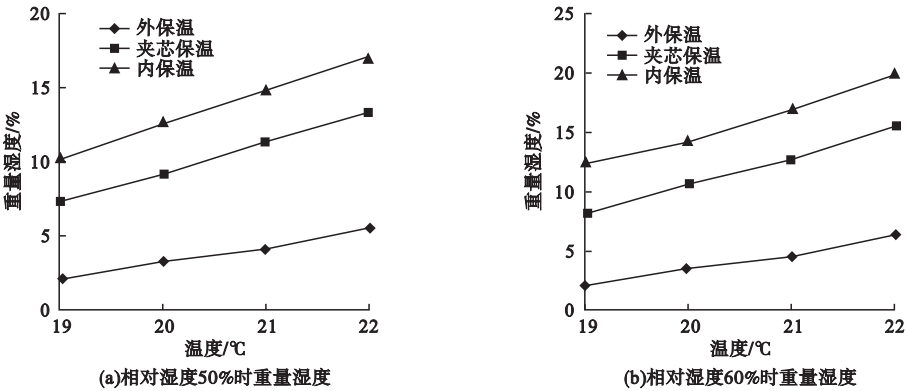 20
15
10
5
0
重量湿度/%
外保温
夹芯保温
内保温
19 20 21 22
温度/℃
(a)相对湿度50%时重量湿度
25
20
15
10
5
0
重量湿度/%
外保温
夹芯保温
内保温
19 20 21 22
温度/℃
(b)相对湿度60%时重量湿度